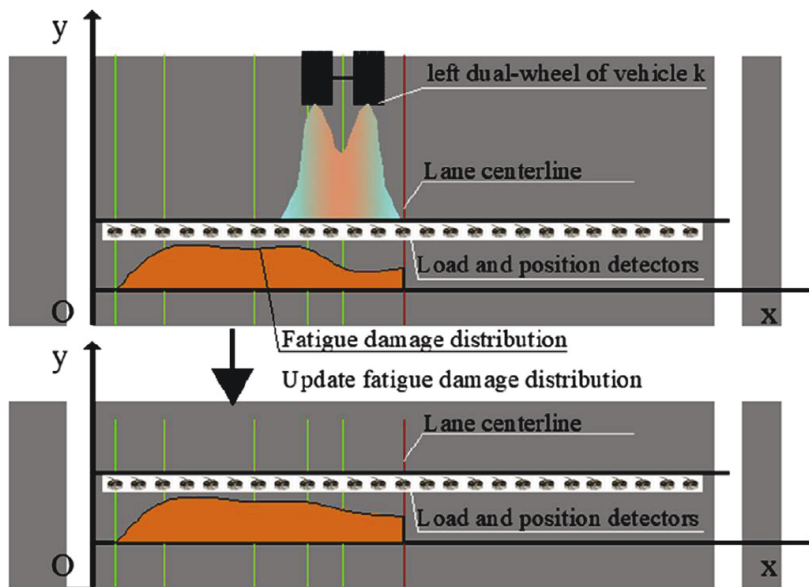 y
left dual-wheel of vehicle k
Lane centerline
Load and position detectors
O
x
Fatigue damage distribution
y
Update fatigue damage distribution
Lane centerline
Load and position detectors
O
x